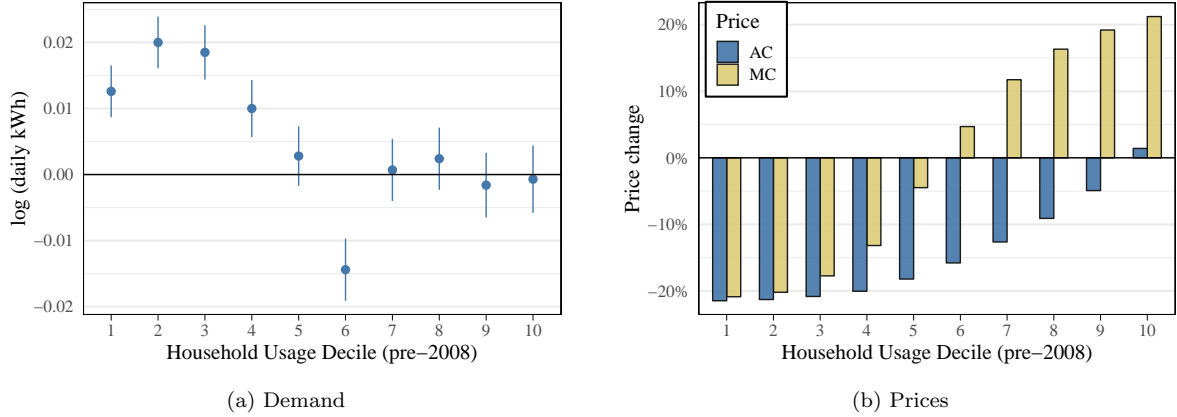 0.02
0.01
0.00
−0.01
−0.02
log (daily kWh)
1 2 3 4 5 6 7 8 9 10
Household Usage Decile (pre−2008)
(a) Demand
Price
AC
MC
20%
10%
0%
−10%
−20%
Price change
1 2 3 4 5 6 7 8 9 10
Household Usage Decile (pre−2008)
(b) Prices